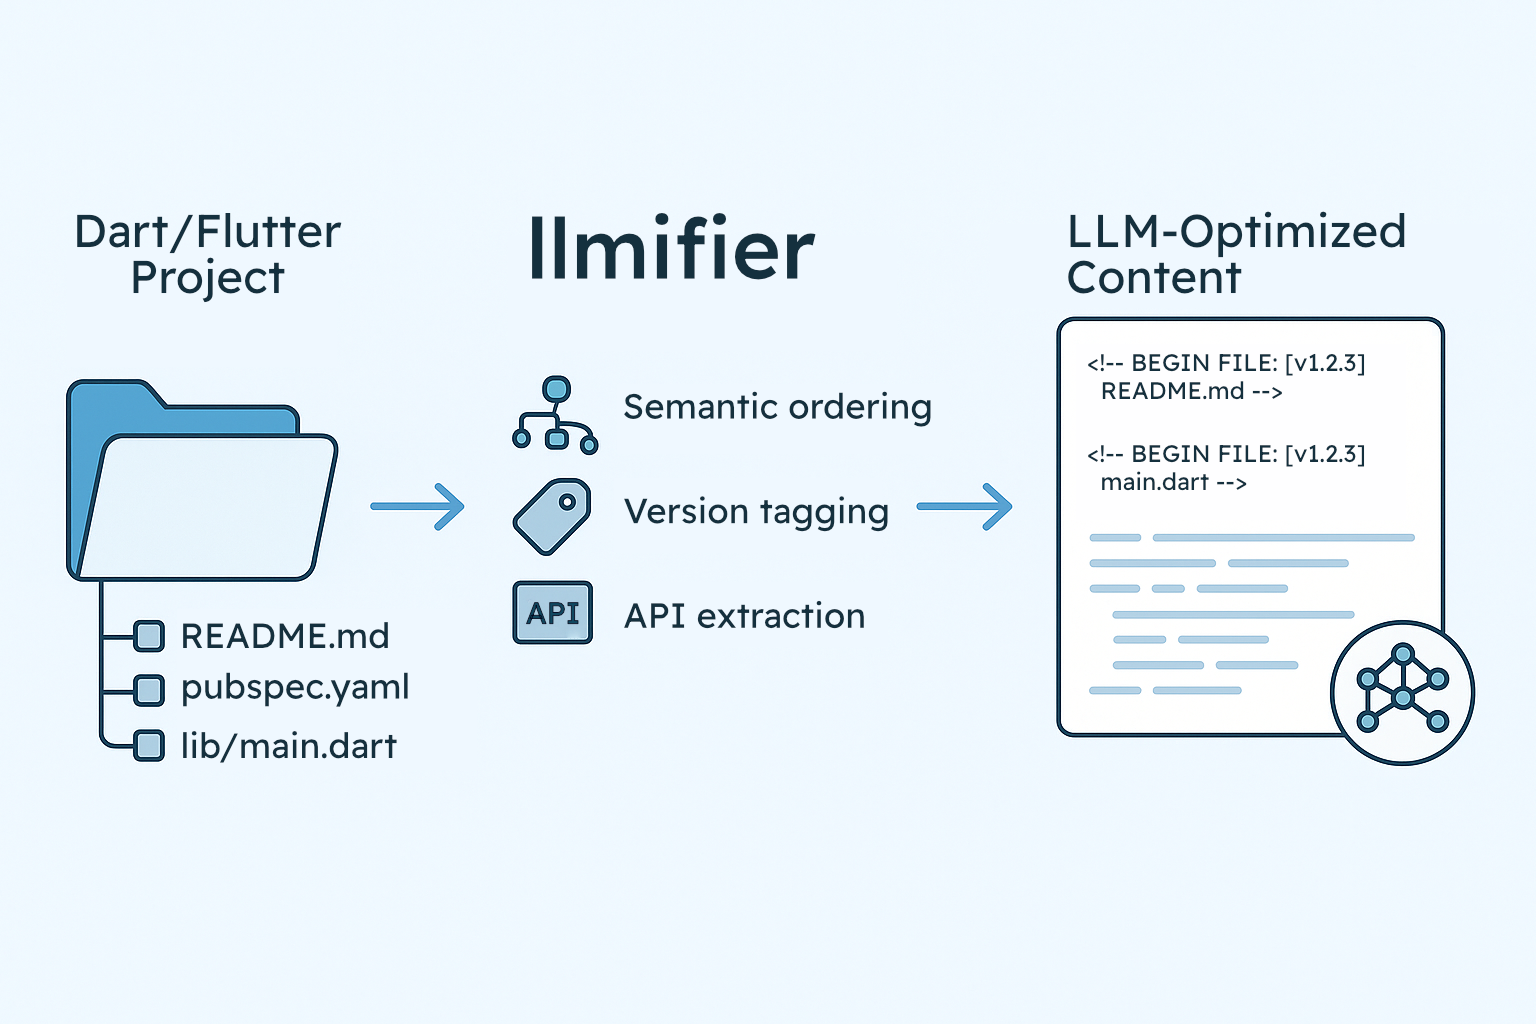 Dart/Flutter
Project
README.md
pubspec.yaml
lib/main.dart
llmifier
Semantic ordering
Version tagging
API
API extraction
LLM-Optimized
Content
<!-- BEGIN FILE: [v1.2.3]
README.md -->
<!-- BEGIN FILE: [v1.2.3]
main.dart -->